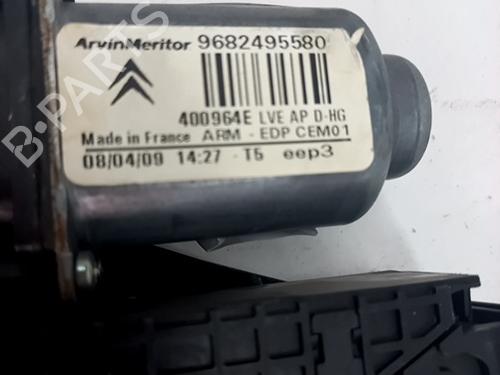 ArvinMeritor 9682495580
400964E LVE AP D-HG
Made in France ARM - EDP CEM01
08/04/09 14:27 - T5 eep3